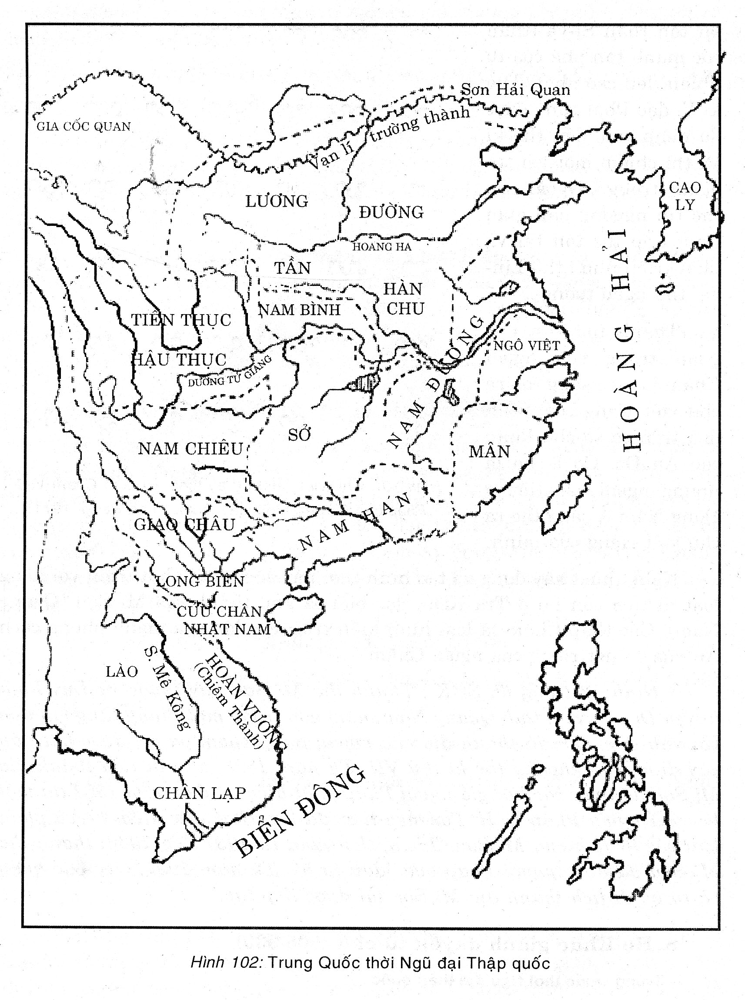 Sơn Hải Quan
Vạn lí trường thành
GIA CỐC QUAN
CAO
LY
LƯƠNG
ĐƯỜNG
HOANG HA
HOÀNG HẢI
TẦN
HÀN
CHU
NAM BÌNH
TIỀN THỤC
NGÔ VIỆT
HẬU THỤC
DƯƠNG TỬ GIANG
NAM ĐƯƠNG
SỞ
NAM CHIÊU
MÂN
NAM HÁN
GIAO CHÂU
LONG BIÊN
CỬU CHÂN
NHẬT NAM
LÀO
S. Mê Kông
HOÀN VƯƠNG
(Chiêm Thành)
CHÂN LẠP
BIỂN ĐÔNG
Hình 102: Trung Quốc thời Ngũ đại Thập quốc